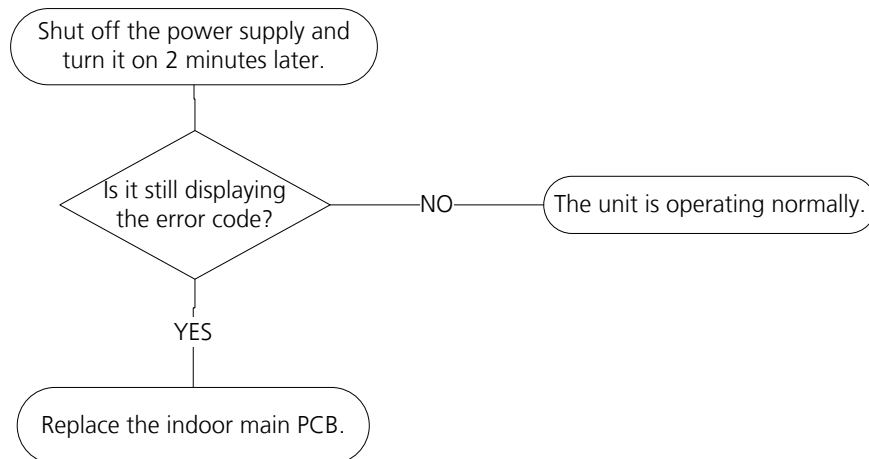 Shut off the power supply and
turn it on 2 minutes later.
Is it still displaying
the error code?
NO
The unit is operating normally.
YES
Replace the indoor main PCB.